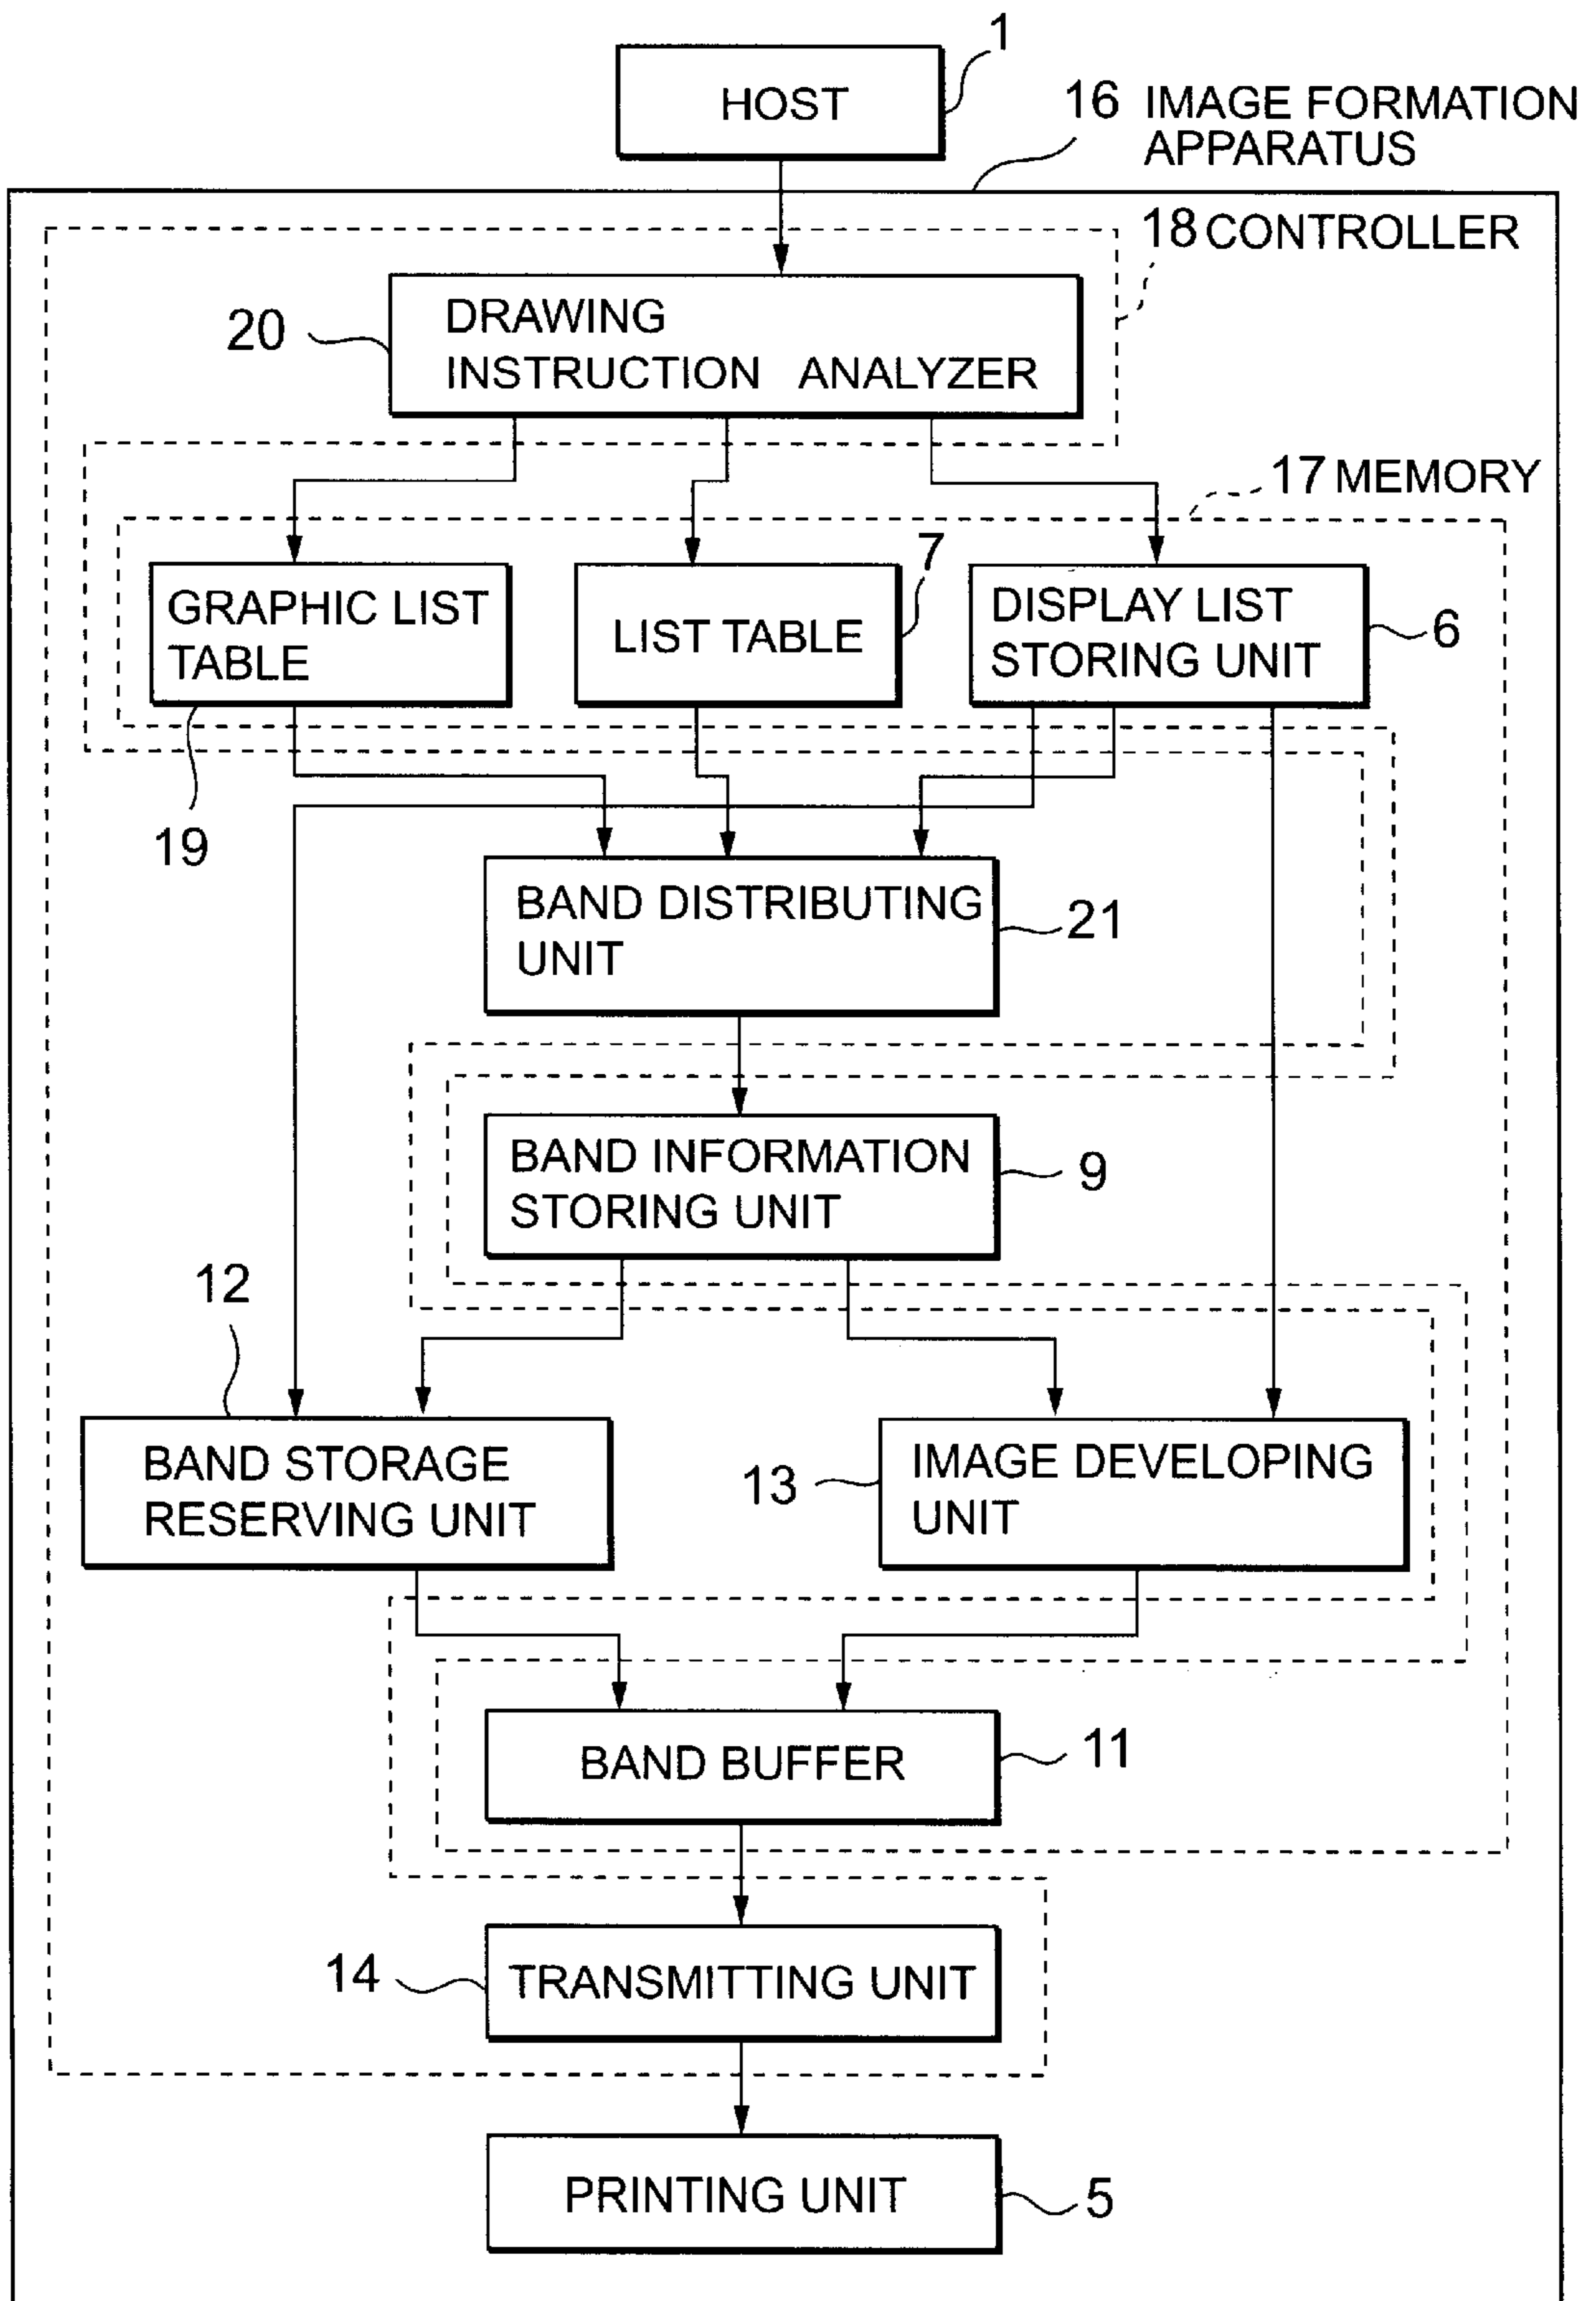 1
HOST
16 IMAGE FORMATION
APPARATUS
18 CONTROLLER
20
DRAWING
INSTRUCTION ANALYZER
17 MEMORY
7
GRAPHIC LIST
TABLE
LIST TABLE
DISPLAY LIST
STORING UNIT
6
19
BAND DISTRIBUTING
UNIT
21
BAND INFORMATION
STORING UNIT
9
12
BAND STORAGE
RESERVING UNIT
13
IMAGE DEVELOPING
UNIT
BAND BUFFER
11
14
TRANSMITTING UNIT
PRINTING UNIT
5